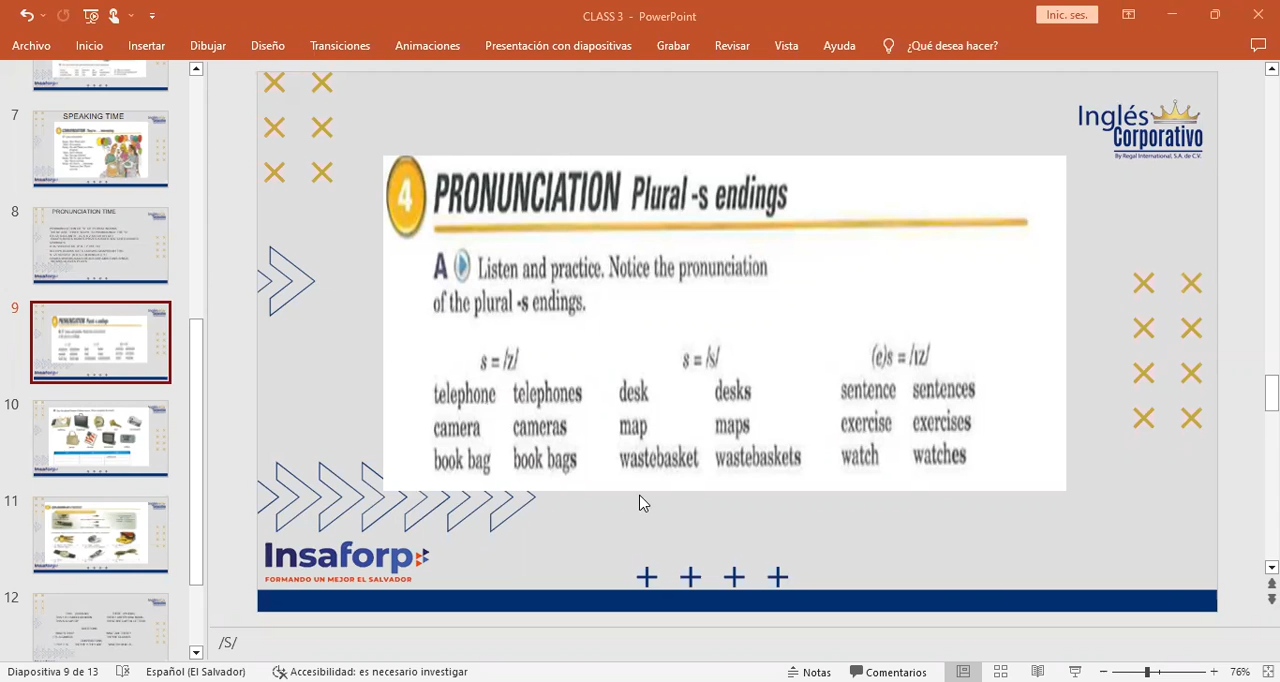 CLASS 3 - PowerPoint
Inic. ses.
Archivo Inicio Insertar Dibujar Diseño Transiciones Animaciones Presentación con diapositivas Grabar Revisar Vista Ayuda ¿Qué desea hacer?
7
SPEAKING TIME
8
PRONUNCIATION TIME
9
10
11
12
Inglés
Corporativo
By Regal International, S.A. de C.V.
4 PRONUNCIATION Plural -s endings
A Listen and practice. Notice the pronunciation
of the plural -s endings.
s = /z/ s = /s/ (e)s = /ɪz/
telephone telephones desk desks sentence sentences
camera cameras map maps exercise exercises
book bag book bags wastebasket wastebaskets watch watches
Insaforp
FORMANDO UN MEJOR EL SALVADOR
/S/
Diapositiva 9 de 13 Español (El Salvador) Accesibilidad: es necesario investigar Notas Comentarios 76%